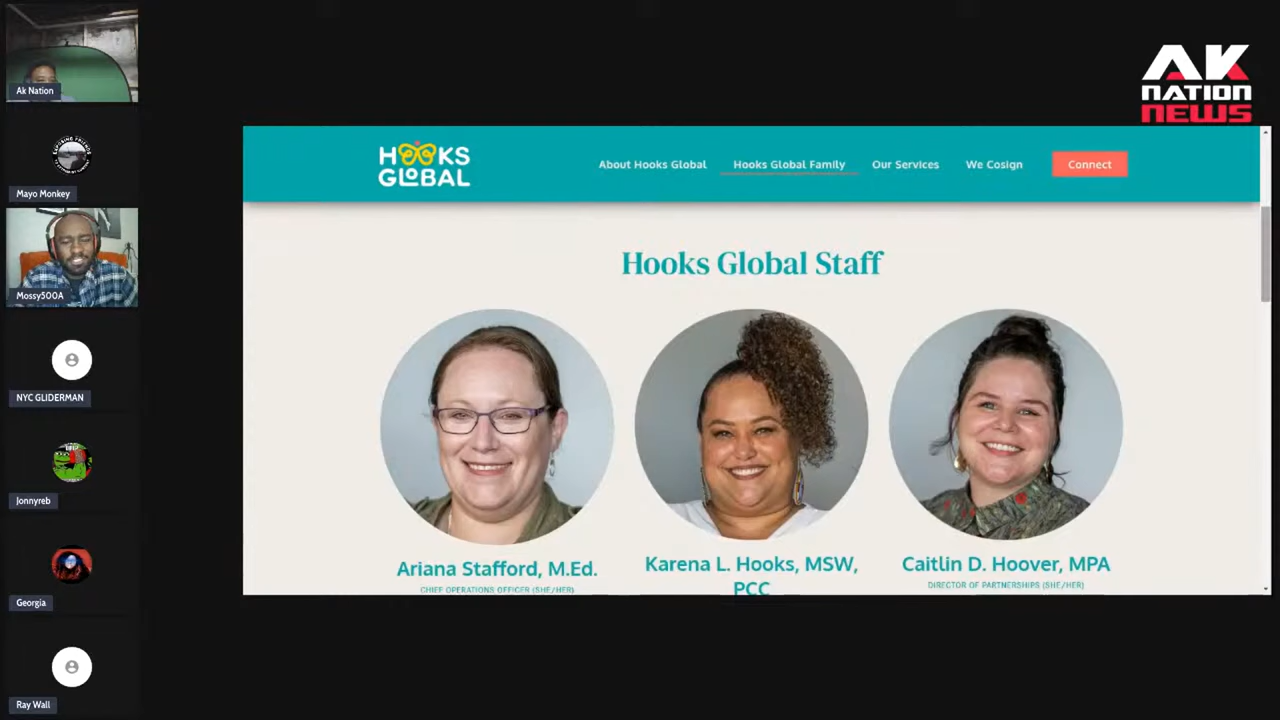 Ak Nation
Mayo Monkey
Mossy500A
NYC GLIDERMAN
Jonnyreb
Georgia
Ray Wall
AK
NATION
NEWS
HOOKS
GLOBAL
About Hooks Global
Hooks Global Family
Our Services
We Cosign
Connect
Hooks Global Staff
Ariana Stafford, M.Ed.
CHIEF OPERATIONS OFFICER (SHE/HER)
Karena L. Hooks, MSW,
PCC
Caitlin D. Hoover, MPA
DIRECTOR OF PARTNERSHIPS (SHE/HER)